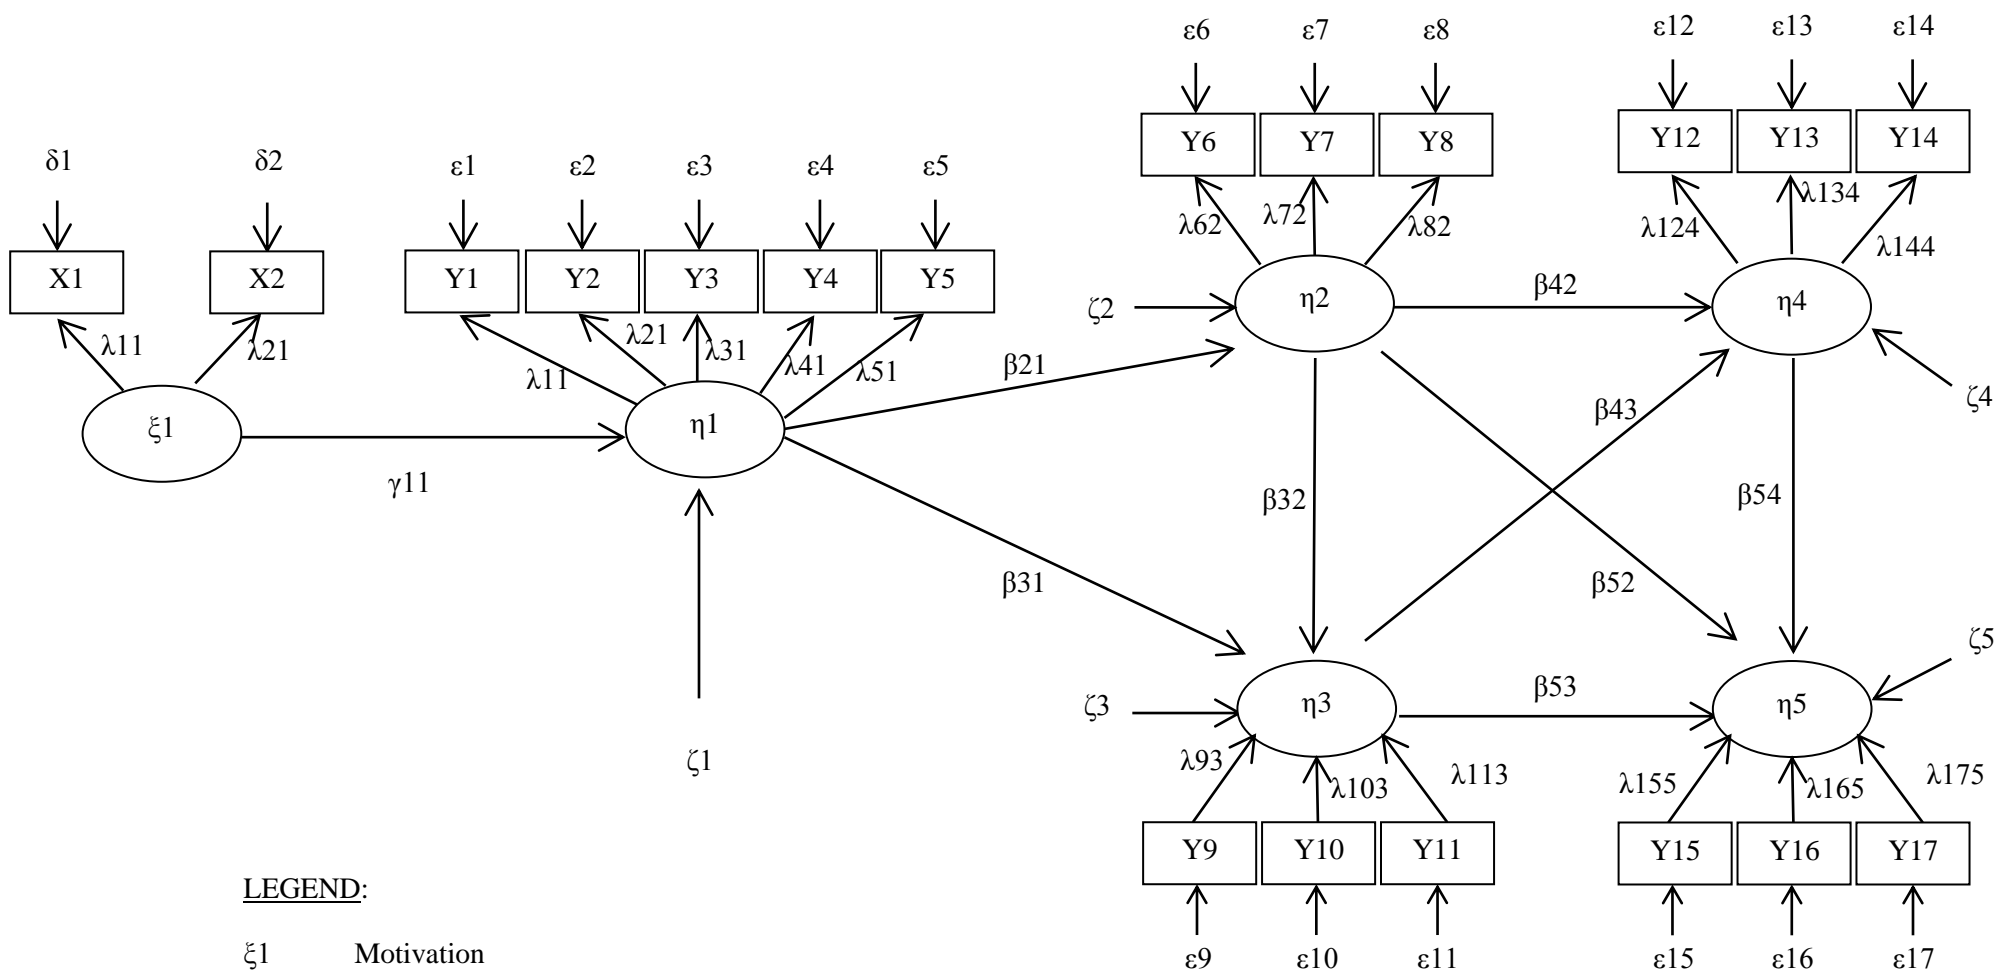 ε6 ε7 ε8 ε12 ε13 ε14
Y6 Y7 Y8 Y12 Y13 Y14
δ1 δ2 ε1 ε2 ε3 ε4 ε5
λ62 λ72 λ82 λ124 λ134 λ144
X1 X2 Y1 Y2 Y3 Y4 Y5
ζ2 η2 β42 η4
λ11 λ21 λ11 λ21 λ31 λ41 λ51 β21
ζ4
ξ1 η1 β43
γ11
β32 β54
β31 β52
ζ5
ζ3 η3 β53 η5
ζ1 λ93 λ103 λ113 λ155 λ165 λ175
Y9 Y10 Y11 Y15 Y16 Y17
LEGEND:
ξ1 Motivation
ε9 ε10 ε11 ε15 ε16 ε17